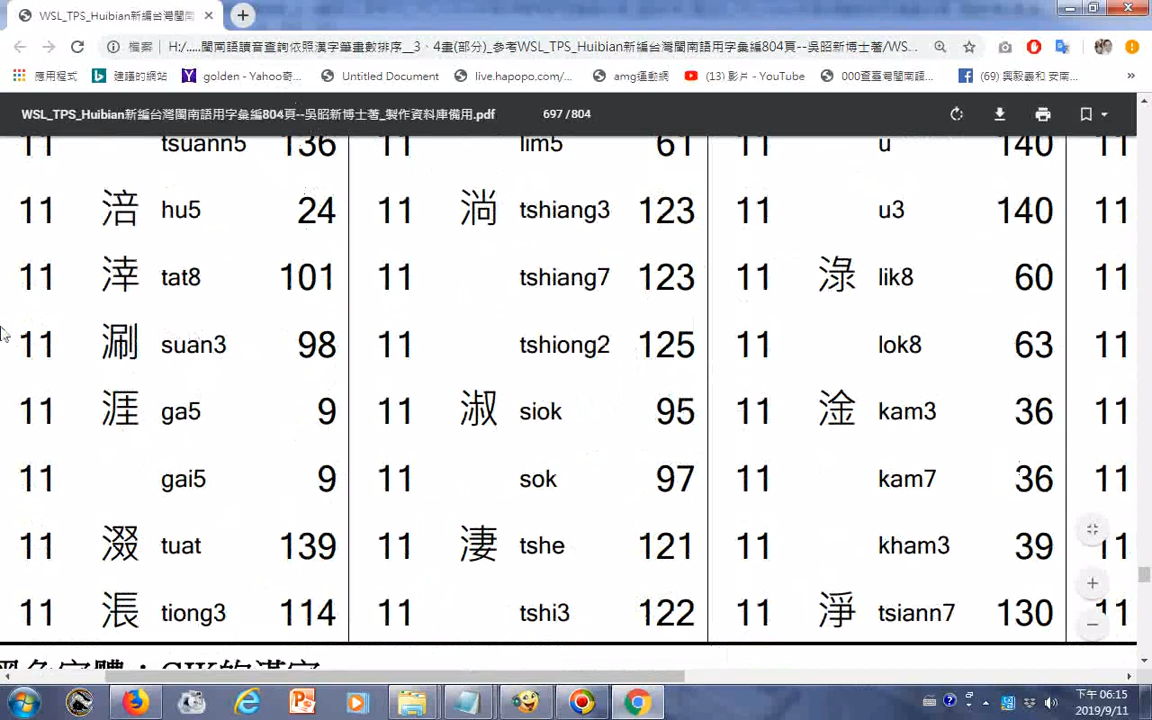 WSL_TPS_Huibian新編台灣閩南
檔案 H:/.....閩南語讀音查詢依照漢字筆畫數排序__3、4畫(部分)_參考WSL_TPS_Huibian新編台灣閩南語用字彙編804頁--吳昭新博士著/WS...
應用程式 建議的網站 golden - Yahoo奇... Untitled Document live.hapopo.com/... amg運動網 (13) 影片 - YouTube 000查臺灣閩南語... (69) 興毅義和 安南...
WSL_TPS_Huibian新編台灣閩南語用字彙編804頁--吳昭新博士著_製作資料庫備用.pdf 697 / 804
11 tsuann5 136 11 lim5 61 11 u 140 11
11 涪 hu5 24 11 淌 tshiang3 123 11 u3 140 11
11 涬 tat8 101 11 tshiang7 123 11 淥 lik8 60 11
11 涮 suan3 98 11 tshiong2 125 11 lok8 63 11
11 涯 ga5 9 11 淑 siok 95 11 淦 kam3 36 11
11 gai5 9 11 sok 97 11 kam7 36 11
11 涰 tuat 139 11 淒 tshe 121 11 kham3 39 11
11 涱 tiong3 114 11 tshi3 122 11 淨 tsiann7 130 11
黑色字體：CJK的漢字
下午 06:15
2019/9/11